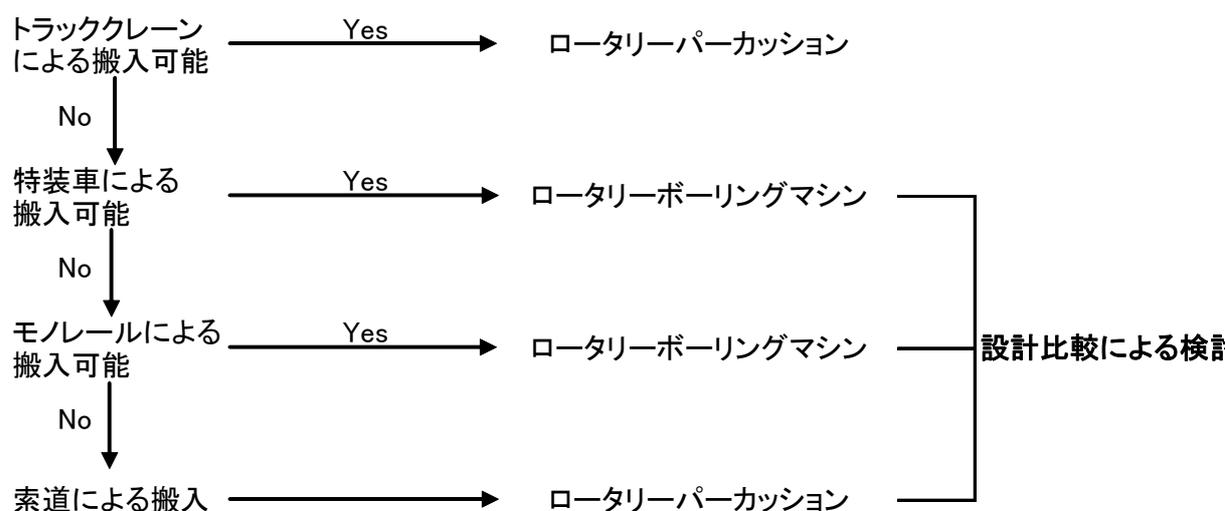 トラッククレーン
による搬入可能
Yes
ロータリーパーカッション
No
特装車による
搬入可能
Yes
ロータリーボーリングマシン
No
モノレールによる
搬入可能
Yes
ロータリーボーリングマシン
設計比較による検討
No
索道による搬入
ロータリーパーカッション